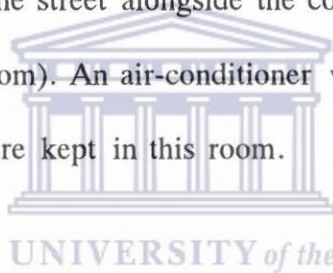 he street alongside the co
om). An air-conditioner
re kept in this room.
UNIVERSITY of the